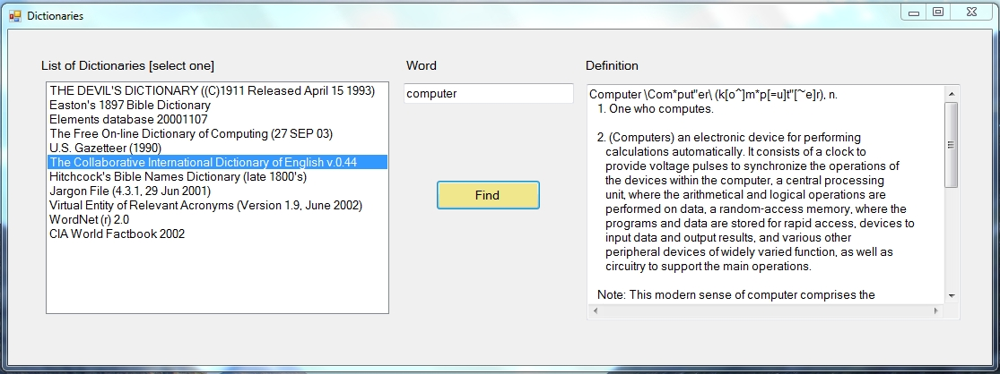 Dictionaries
List of Dictionaries [select one]
THE DEVIL'S DICTIONARY ((C)1911 Released April 15 1993)
Easton's 1897 Bible Dictionary
Elements database 20001107
The Free On-line Dictionary of Computing (27 SEP 03)
U.S. Gazetteer (1990)
The Collaborative International Dictionary of English v.0.44
Hitchcock's Bible Names Dictionary (late 1800's)
Jargon File (4.3.1, 29 Jun 2001)
Virtual Entity of Relevant Acronyms (Version 1.9, June 2002)
WordNet (r) 2.0
CIA World Factbook 2002
Word
computer
Find
Definition
Computer \Com*put"er\ (k[o^]m*p[=u]t"[~e]r), n.
1. One who computes.
2. (Computers) an electronic device for performing
calculations automatically. It consists of a clock to
provide voltage pulses to synchronize the operations of
the devices within the computer, a central processing
unit, where the arithmetical and logical operations are
performed on data, a random-access memory, where the
programs and data are stored for rapid access, devices to
input data and output results, and various other
peripheral devices of widely varied function, as well as
circuitry to support the main operations.
Note: This modern sense of computer comprises the